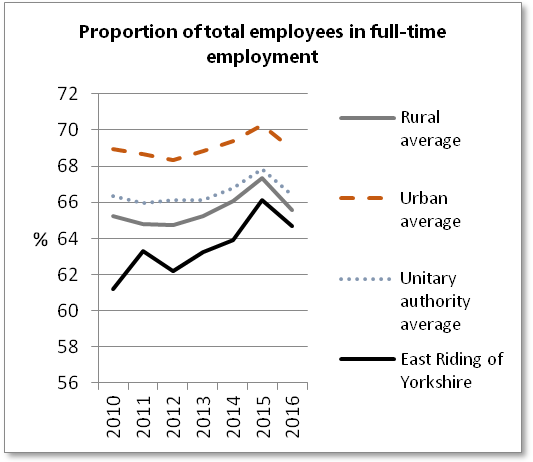 Proportion of total employees in full-time
employment
72
70
68
66
64
62
60
58
56
%
2010
2011
2012
2013
2014
2015
2016
Rural
average
Urban
average
Unitary
authority
average
East Riding of
Yorkshire